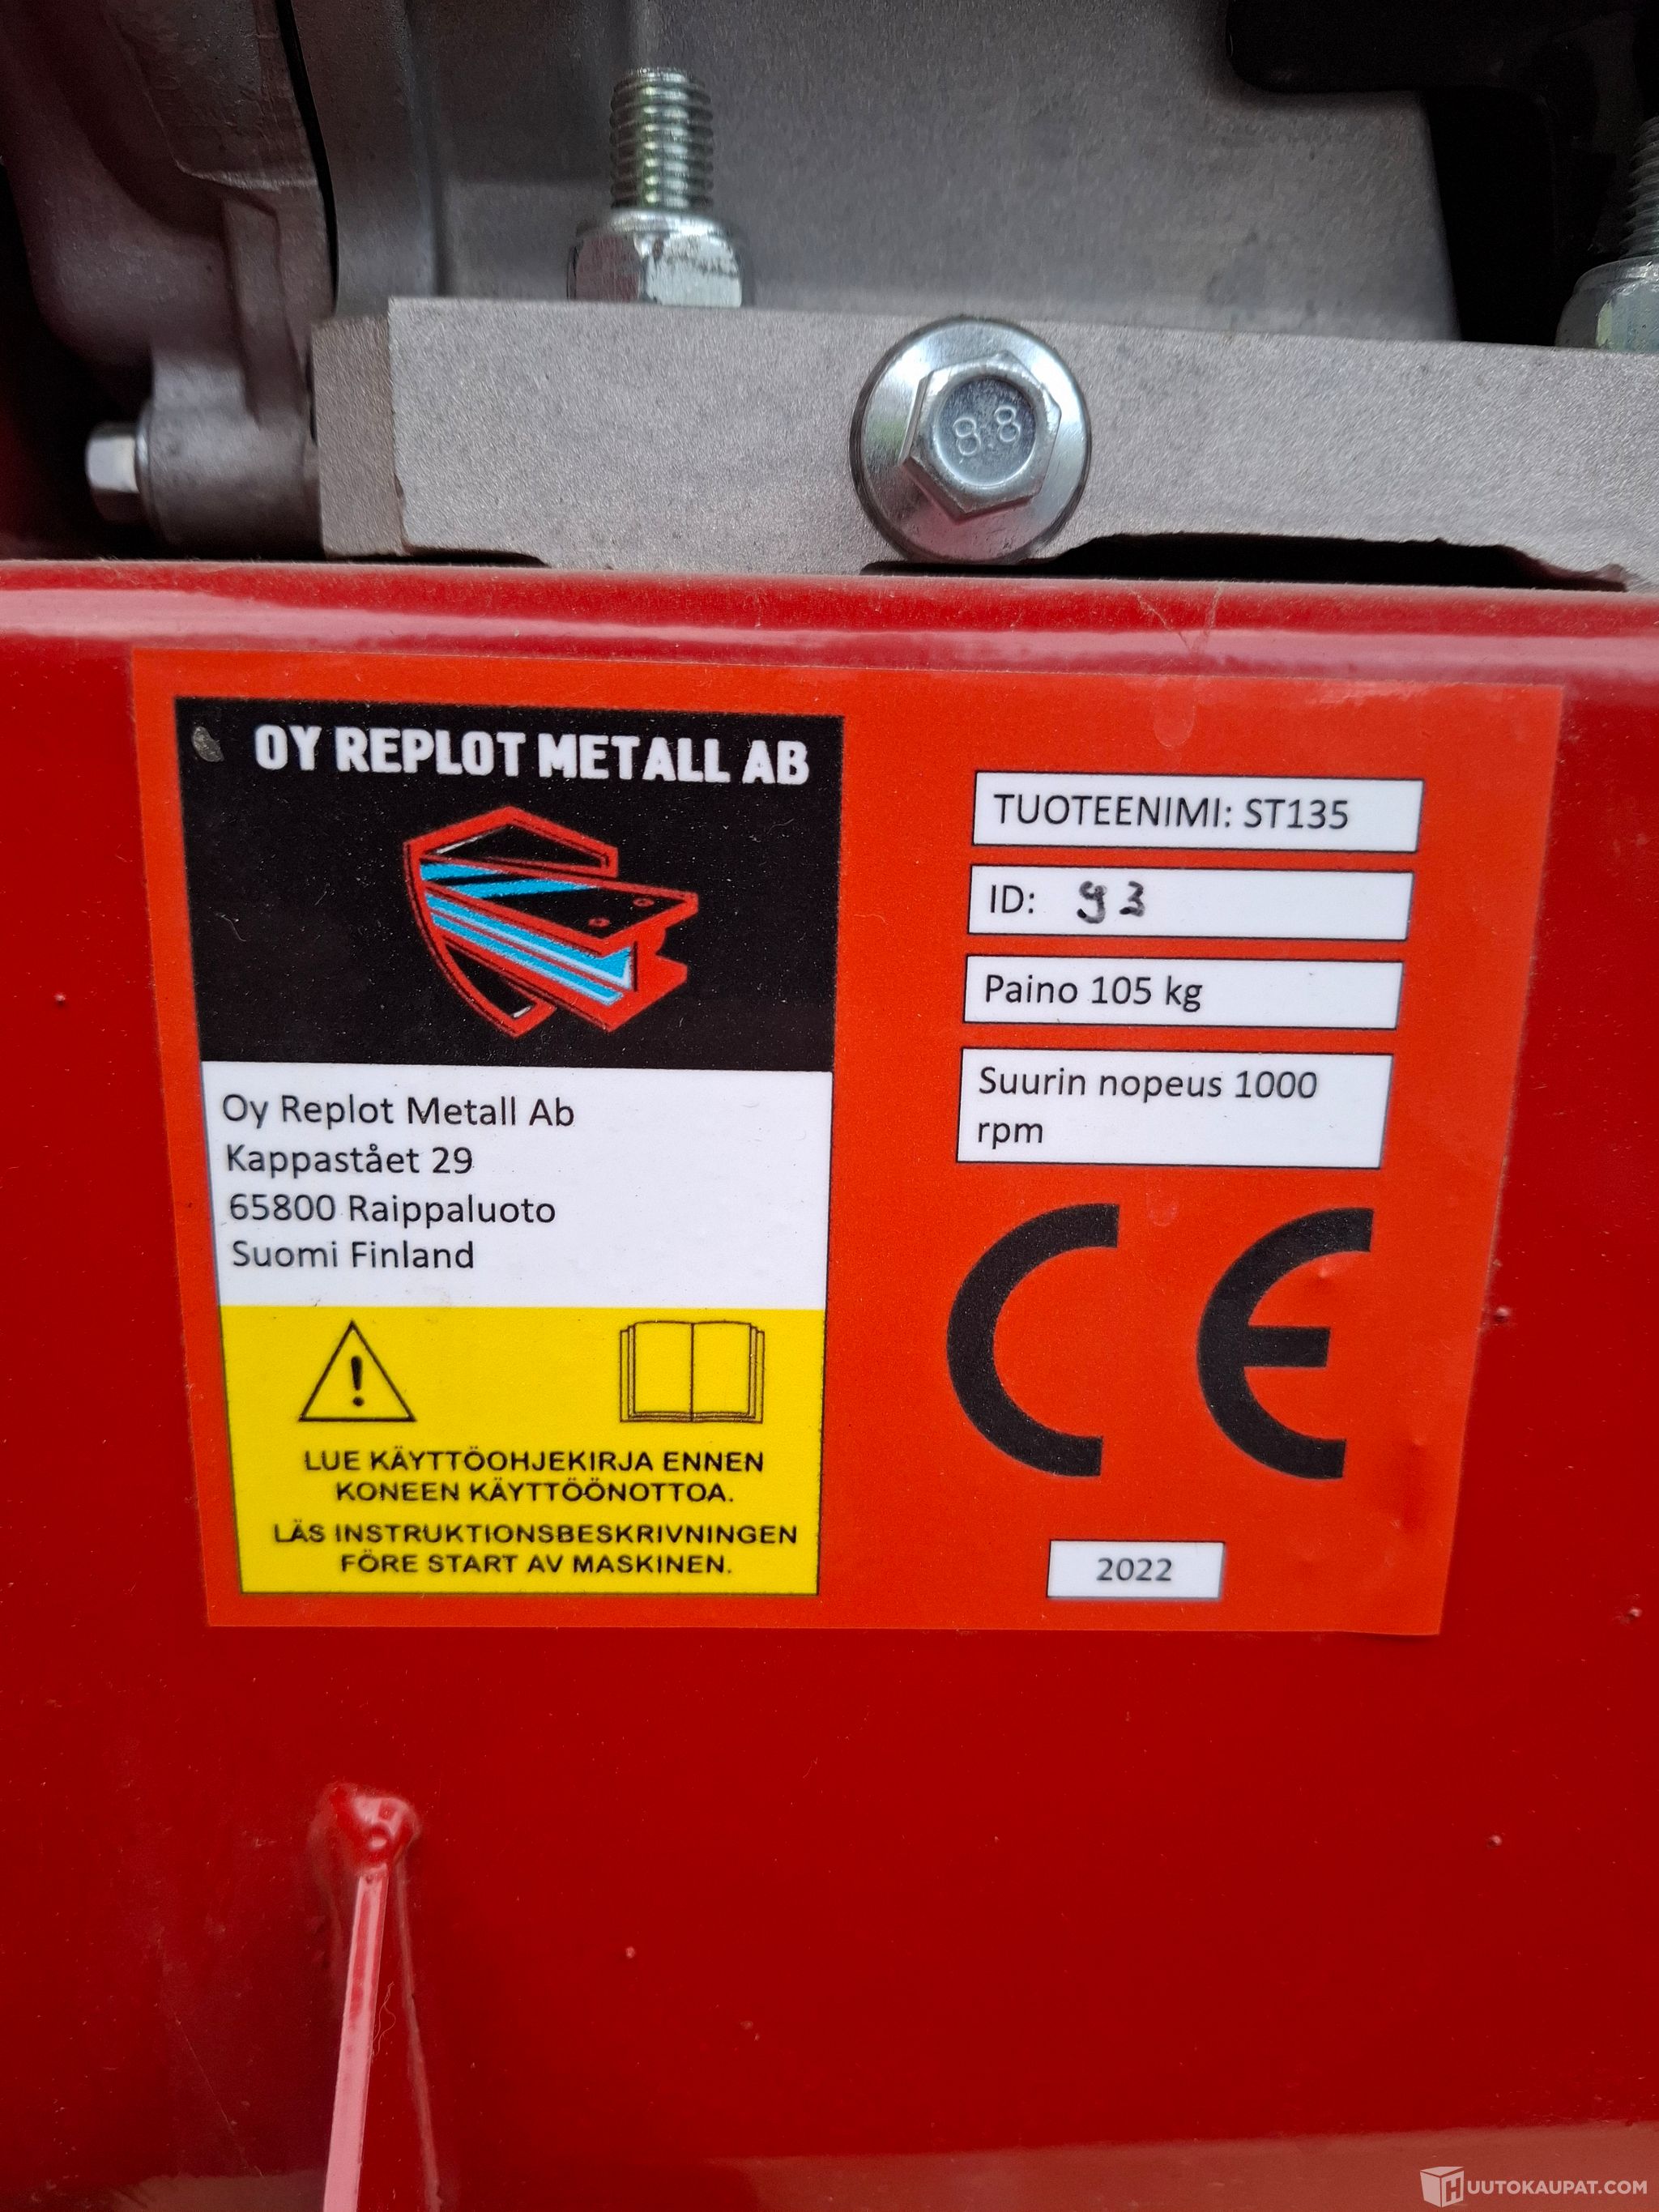 8.8
OY REPLOT METALL AB
Oy Replot Metall Ab
Kappastået 29
65800 Raippaluoto
Suomi Finland
LUE KÄYTTÖOHJEKIRJA ENNEN
KONEEN KÄYTTÖÖNOTTOA.
LÄS INSTRUKTIONSBESKRIVNINGEN
FÖRE START AV MASKINEN.
TUOTEENIMI: ST135
ID: 93
Paino 105 kg
Suurin nopeus 1000
rpm
CE
2022
HUUTOKAUPAT.COM